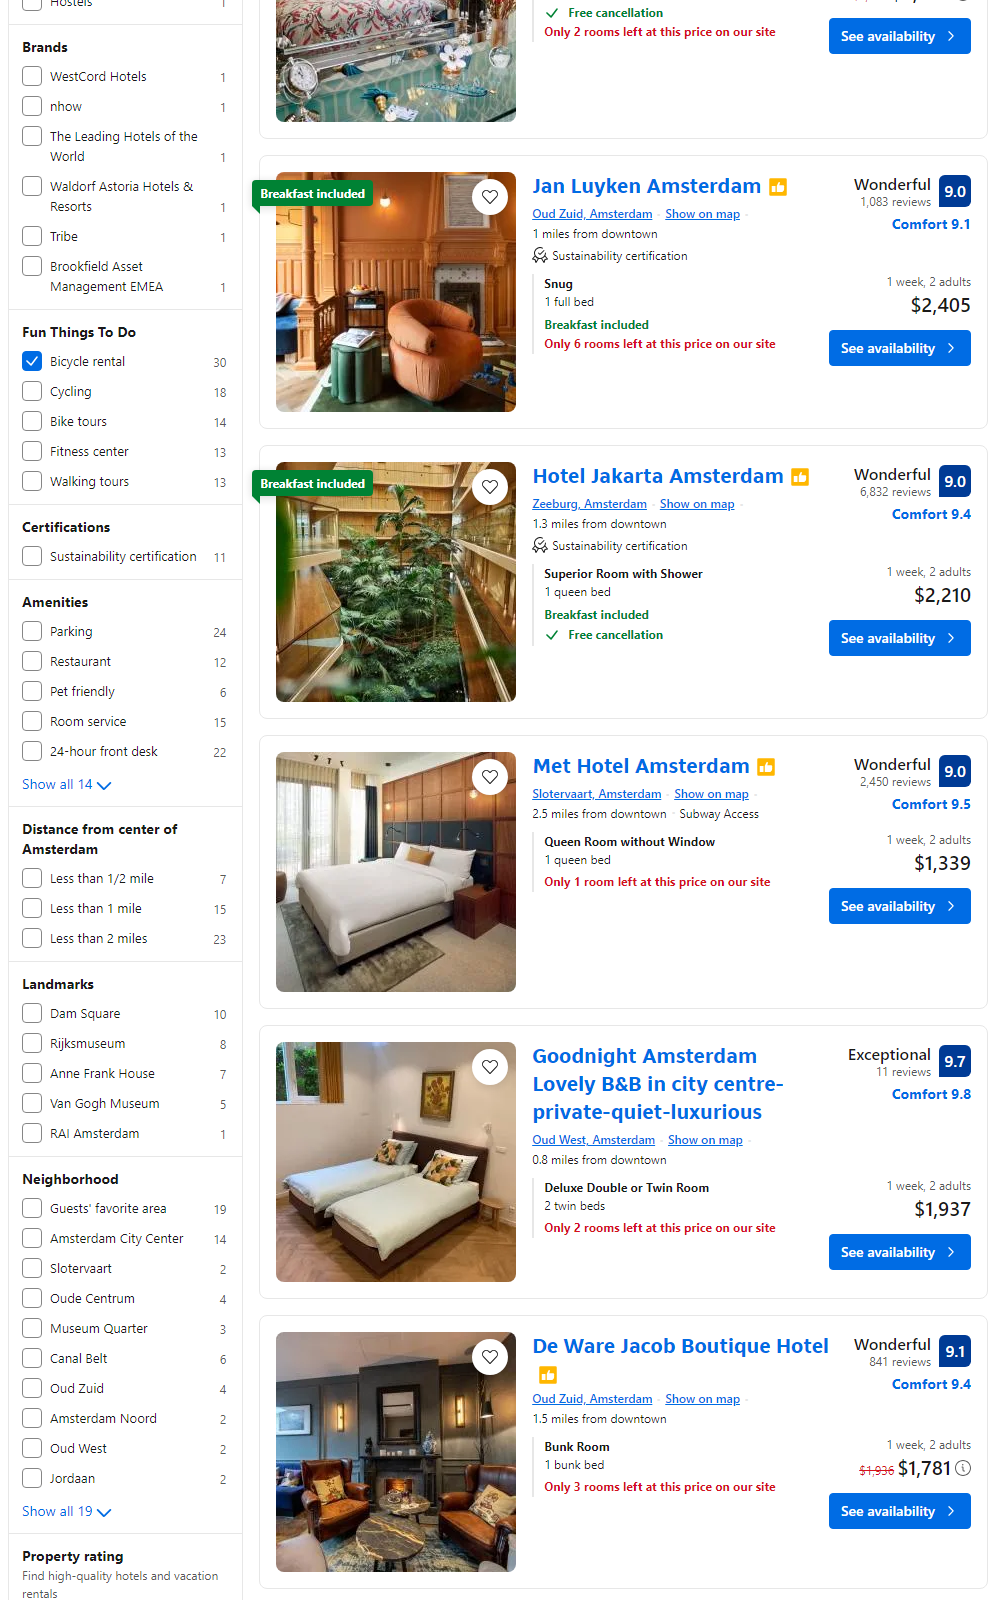 Hostels 1
Brands
WestCord Hotels 1
nhow 1
The Leading Hotels of the
World 1
Waldorf Astoria Hotels &
Resorts 1
Tribe 1
Brookfield Asset
Management EMEA 1
Fun Things To Do
Bicycle rental 30
Cycling 18
Bike tours 14
Fitness center 13
Walking tours 13
Certifications
Sustainability certification 11
Amenities
Parking 24
Restaurant 12
Pet friendly 6
Room service 15
24-hour front desk 22
Show all 14
Distance from center of
Amsterdam
Less than 1/2 mile 7
Less than 1 mile 15
Less than 2 miles 23
Landmarks
Dam Square 10
Rijksmuseum 8
Anne Frank House 7
Van Gogh Museum 5
RAI Amsterdam 1
Neighborhood
Guests' favorite area 19
Amsterdam City Center 14
Slotervaart 2
Oude Centrum 4
Museum Quarter 3
Canal Belt 6
Oud Zuid 4
Amsterdam Noord 2
Oud West 2
Jordaan 2
Show all 19
Property rating
Find high-quality hotels and vacation
rentals
Free cancellation
Only 2 rooms left at this price on our site
See availability
Breakfast included
Jan Luyken Amsterdam
Oud Zuid, Amsterdam · Show on map ·
1 miles from downtown
Sustainability certification
Snug
1 full bed
Breakfast included
Only 6 rooms left at this price on our site
Wonderful 9.0
1,083 reviews
Comfort 9.1
1 week, 2 adults
$2,405
See availability
Breakfast included
Hotel Jakarta Amsterdam
Zeeburg, Amsterdam · Show on map ·
1.3 miles from downtown
Sustainability certification
Superior Room with Shower
1 queen bed
Breakfast included
Free cancellation
Wonderful 9.0
6,832 reviews
Comfort 9.4
1 week, 2 adults
$2,210
See availability
Met Hotel Amsterdam
Slotervaart, Amsterdam · Show on map ·
2.5 miles from downtown · Subway Access
Queen Room without Window
1 queen bed
Only 1 room left at this price on our site
Wonderful 9.0
2,450 reviews
Comfort 9.5
1 week, 2 adults
$1,339
See availability
Goodnight Amsterdam
Lovely B&B in city centre-
private-quiet-luxurious
Oud West, Amsterdam · Show on map ·
0.8 miles from downtown
Deluxe Double or Twin Room
2 twin beds
Only 2 rooms left at this price on our site
Exceptional 9.7
11 reviews
Comfort 9.8
1 week, 2 adults
$1,937
See availability
De Ware Jacob Boutique Hotel
Oud Zuid, Amsterdam · Show on map ·
1.5 miles from downtown
Bunk Room
1 bunk bed
Only 3 rooms left at this price on our site
Wonderful 9.1
841 reviews
Comfort 9.4
1 week, 2 adults
$1,936 $1,781
See availability